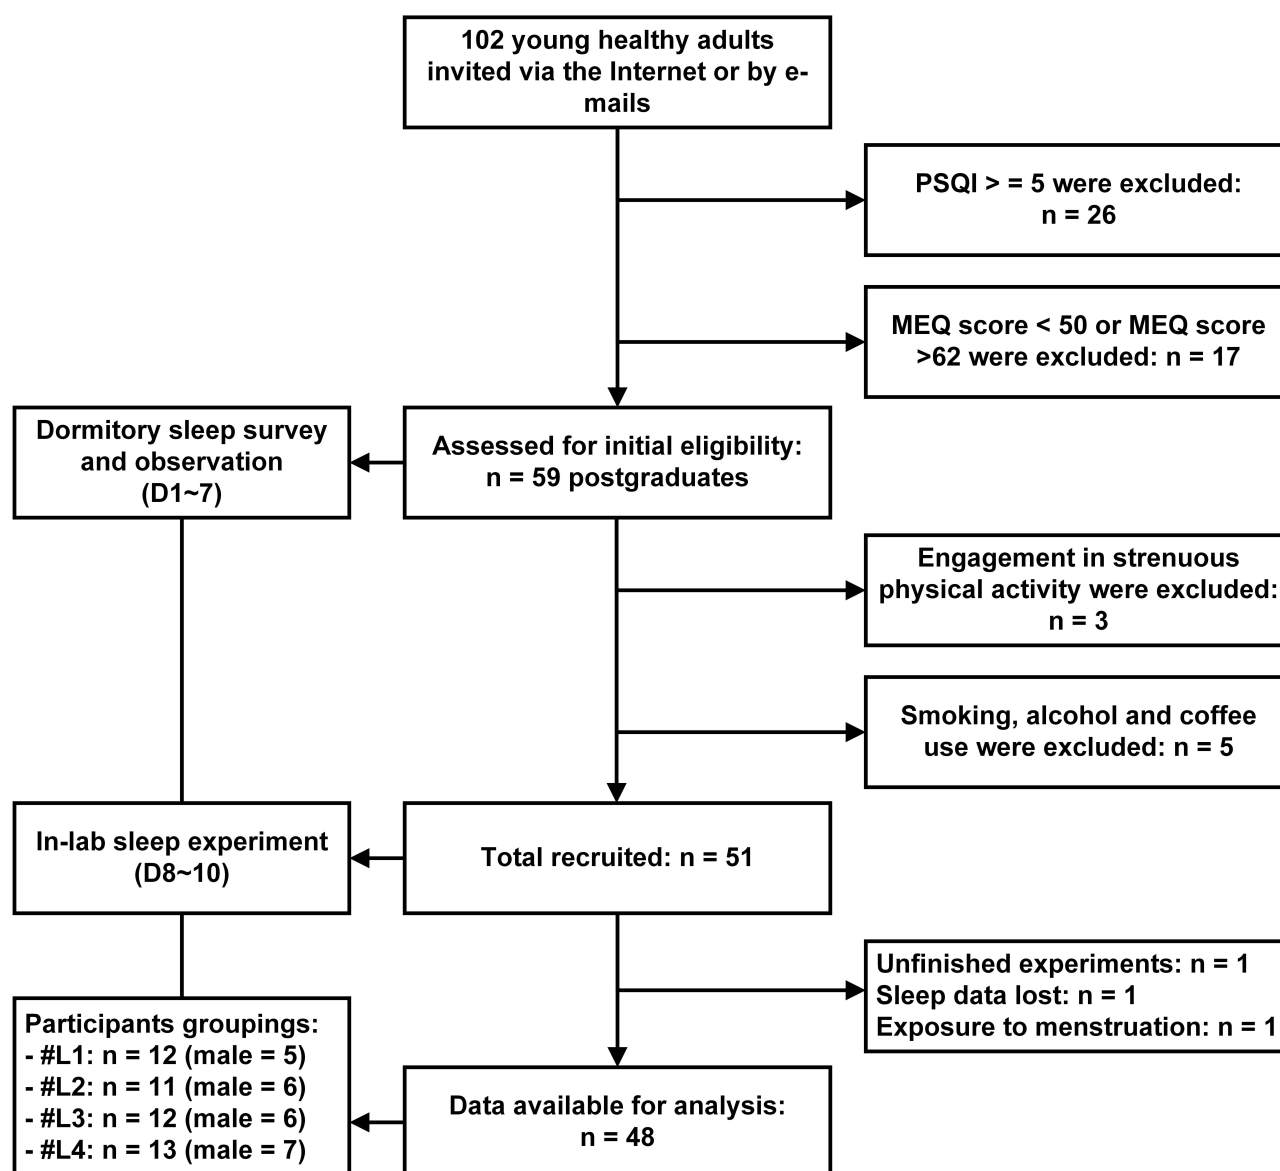 102 young healthy adults
invited via the Internet or by e-
mails
PSQI > = 5 were excluded:
n = 26
MEQ score < 50 or MEQ score
>62 were excluded: n = 17
Dormitory sleep survey
and observation
(D1~7)
Assessed for initial eligibility:
n = 59 postgraduates
Engagement in strenuous
physical activity were excluded:
n = 3
Smoking, alcohol and coffee
use were excluded: n = 5
In-lab sleep experiment
(D8~10)
Total recruited: n = 51
Unfinished experiments: n = 1
Sleep data lost: n = 1
Exposure to menstruation: n = 1
Participants groupings:
- #L1: n = 12 (male = 5)
- #L2: n = 11 (male = 6)
- #L3: n = 12 (male = 6)
- #L4: n = 13 (male = 7)
Data available for analysis:
n = 48